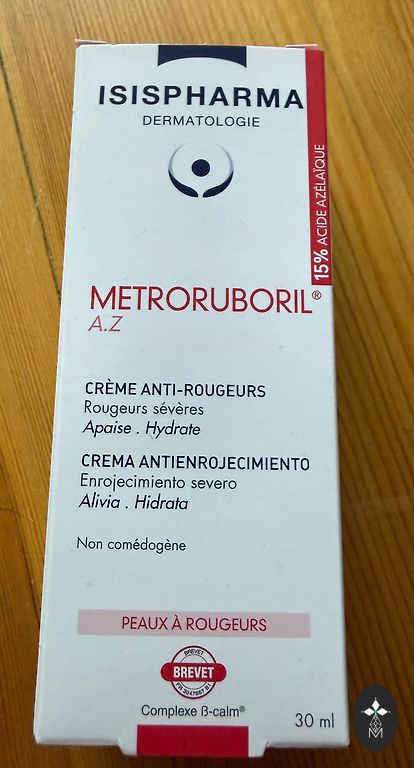 ISISPHARMA
DERMATOLOGIE
15% ACIDE AZÉLAÏQUE
METRORUBORIL®
A.Z
CRÈME ANTI-ROUGEURS
Rougeurs sévères
Apaise . Hydrate
CREMA ANTIENROJECIMIENTO
Enrojecimiento severo
Alivia . Hidrata
Non comédogène
PEAUX À ROUGEURS
BREVET
BREVET
Complexe ß-calm®
30 ml
M